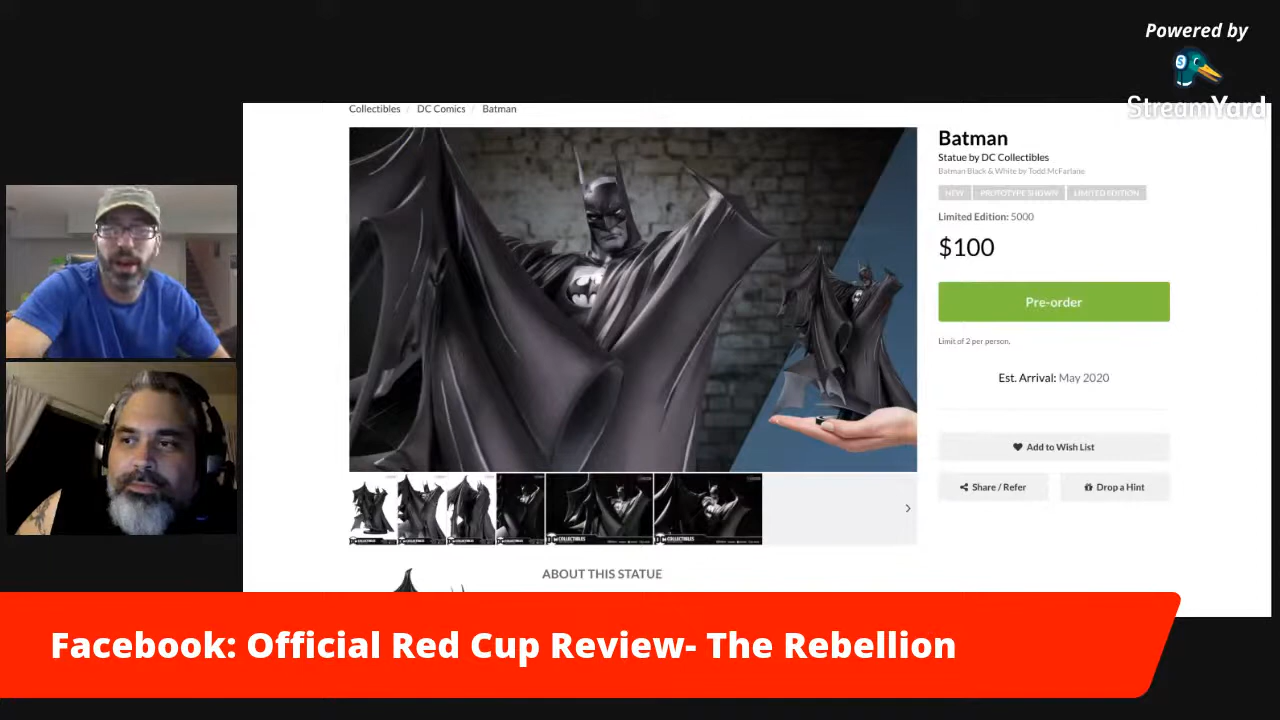 Powered by
StreamYard
Collectibles / DC Comics / Batman
Batman
Statue by DC Collectibles
Batman Black & White by Todd McFarlane
NEW PROTOTYPE SHOWN LIMITED EDITION
Limited Edition: 5000
$100
Pre-order
Limit of 2 per person.
Est. Arrival: May 2020
Add to Wish List
Share / Refer Drop a Hint
ABOUT THIS STATUE
Facebook: Official Red Cup Review- The Rebellion